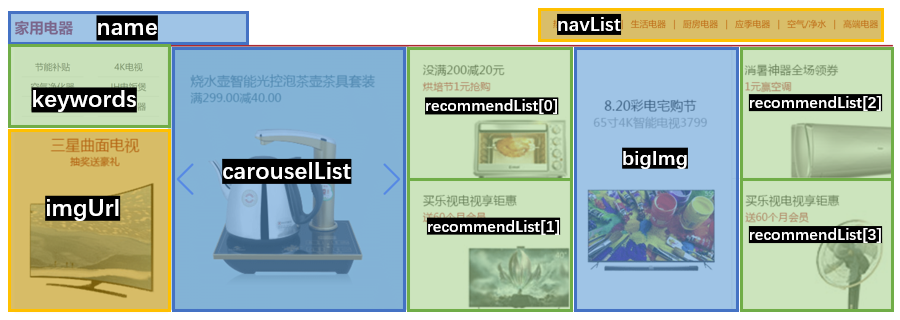 家用电器
name
navList
生活电器 | 厨房电器 | 应季电器 | 空气/净水 | 高端电器
节能补贴 4K电视
keywords
三星曲面电视
抽奖送豪礼
imgUrl
烧水壶智能光控泡茶壶茶具套装
满299.00减40.00
carouselList
没满200减20元
烘培节1元抢购
recommendList[0]
买乐视电视享钜惠
送60个月会员
recommendList[1]
8.20彩电宅购节
65寸4K智能电视3799
bigImg
消暑神器全场领券
1元赢空调
recommendList[2]
买乐视电视享钜惠
送60个月会员
recommendList[3]